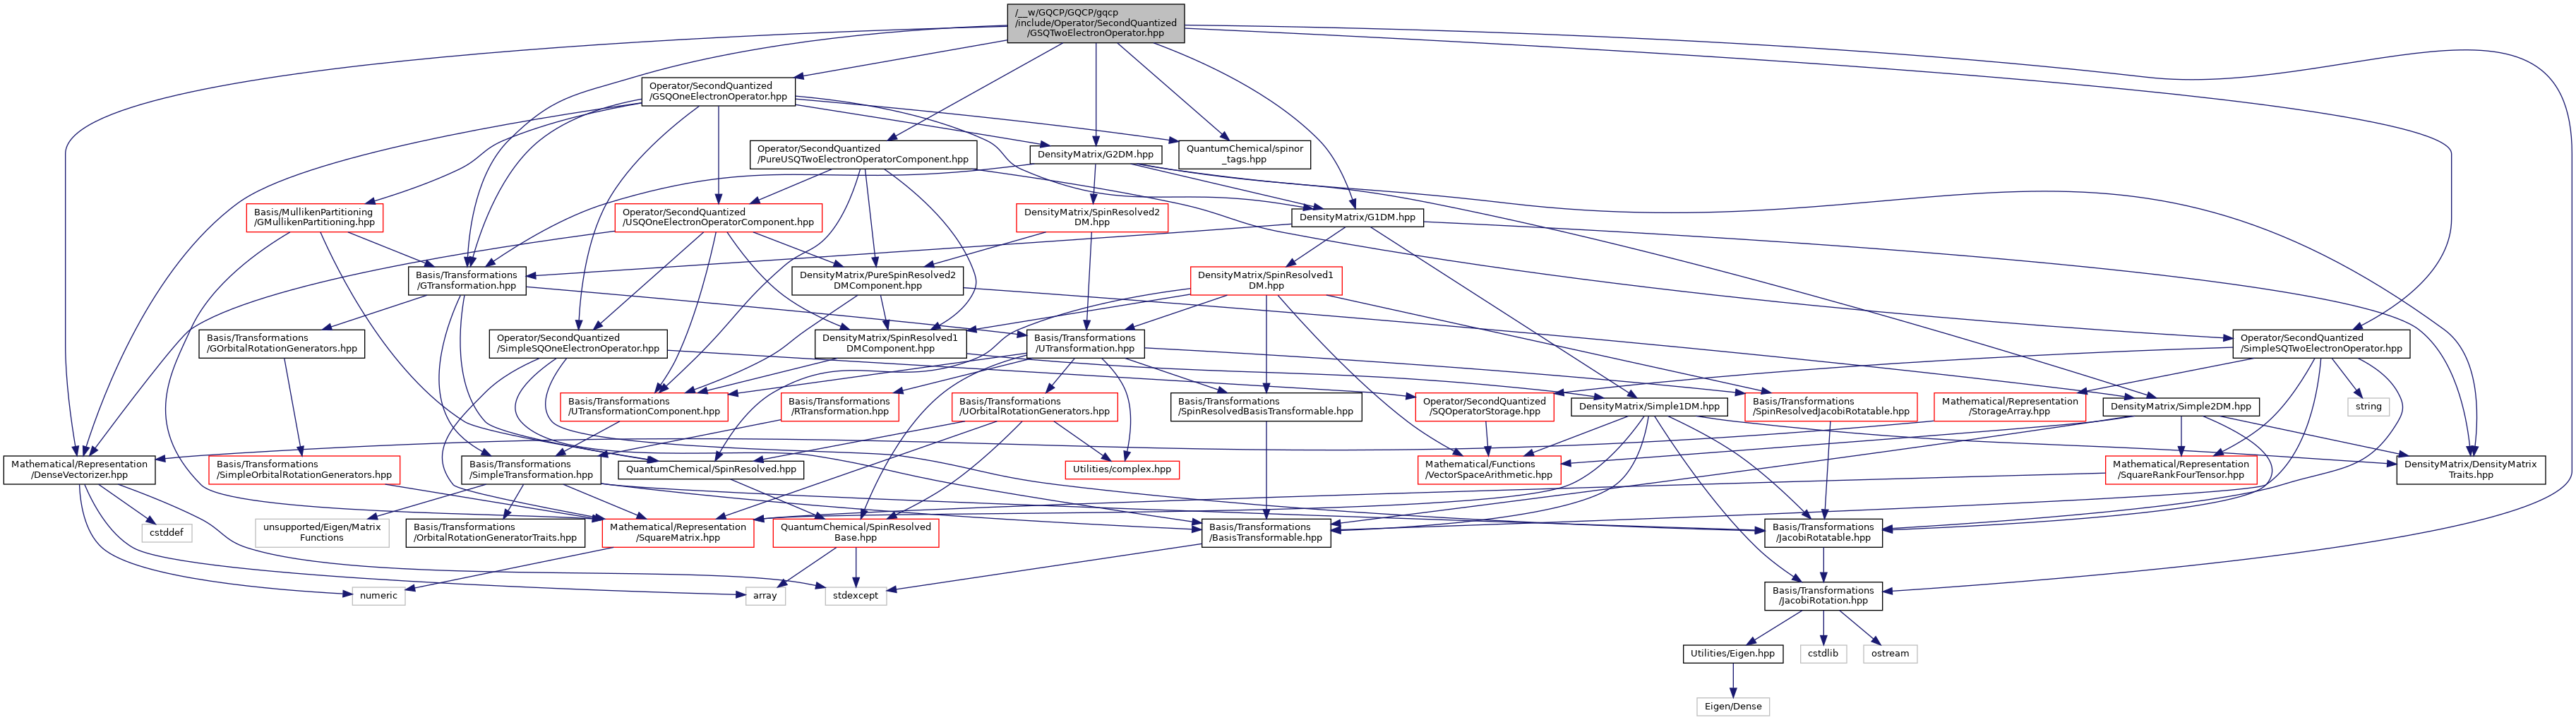 /__w/GQCP/GQCP/gqcp
/include/Operator/SecondQuantized
/GSQTwoElectronOperator.hpp
Operator/SecondQuantized
/GSQOneElectronOperator.hpp
Operator/SecondQuantized
/PureUSQTwoElectronOperatorComponent.hpp
DensityMatrix/G2DM.hpp
QuantumChemical/spinor
_tags.hpp
Basis/MullikenPartitioning
/GMullikenPartitioning.hpp
Operator/SecondQuantized
/USQOneElectronOperatorComponent.hpp
DensityMatrix/SpinResolved2
DM.hpp
DensityMatrix/G1DM.hpp
Basis/Transformations
/GTransformation.hpp
DensityMatrix/PureSpinResolved2
DMComponent.hpp
DensityMatrix/SpinResolved1
DM.hpp
Basis/Transformations
/GOrbitalRotationGenerators.hpp
Operator/SecondQuantized
/SimpleSQOneElectronOperator.hpp
DensityMatrix/SpinResolved1
DMComponent.hpp
Basis/Transformations
/UTransformation.hpp
Operator/SecondQuantized
/SimpleSQTwoElectronOperator.hpp
Basis/Transformations
/UTransformationComponent.hpp
Basis/Transformations
/RTransformation.hpp
Basis/Transformations
/UOrbitalRotationGenerators.hpp
Basis/Transformations
/SpinResolvedBasisTransformable.hpp
Operator/SecondQuantized
/SQOperatorStorage.hpp
DensityMatrix/Simple1DM.hpp
Basis/Transformations
/SpinResolvedJacobiRotatable.hpp
Mathematical/Representation
/StorageArray.hpp
DensityMatrix/Simple2DM.hpp
string
Mathematical/Representation
/DenseVectorizer.hpp
Basis/Transformations
/SimpleOrbitalRotationGenerators.hpp
Basis/Transformations
/SimpleTransformation.hpp
QuantumChemical/SpinResolved.hpp
Utilities/complex.hpp
Mathematical/Functions
/VectorSpaceArithmetic.hpp
Mathematical/Representation
/SquareRankFourTensor.hpp
DensityMatrix/DensityMatrix
Traits.hpp
cstddef
unsupported/Eigen/Matrix
Functions
Basis/Transformations
/OrbitalRotationGeneratorTraits.hpp
Mathematical/Representation
/SquareMatrix.hpp
QuantumChemical/SpinResolved
Base.hpp
Basis/Transformations
/BasisTransformable.hpp
Basis/Transformations
/JacobiRotatable.hpp
numeric
array
stdexcept
Basis/Transformations
/JacobiRotation.hpp
Utilities/Eigen.hpp
cstdlib
ostream
Eigen/Dense